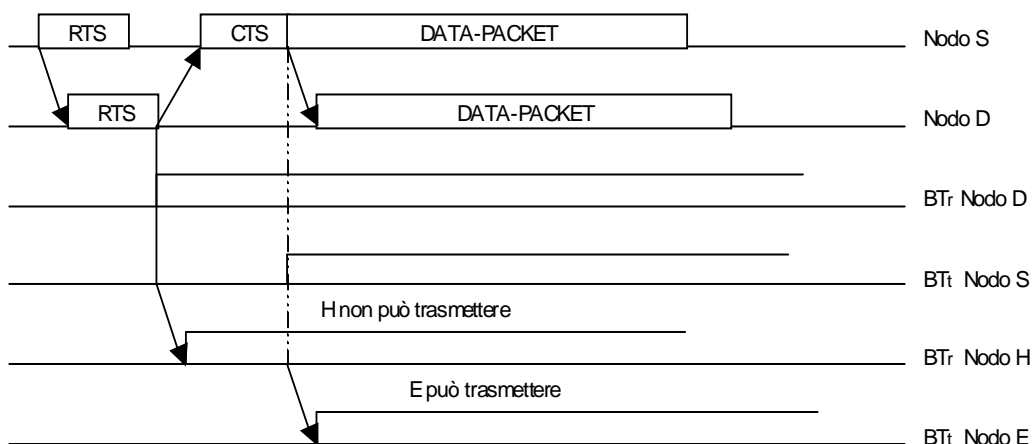 RTS CTS DATA-PACKET Nodo S
RTS DATA-PACKET Nodo D
BTr Nodo D
BTt Nodo S
H non può trasmettere
BTr Nodo H
E può trasmettere
BTt Nodo E